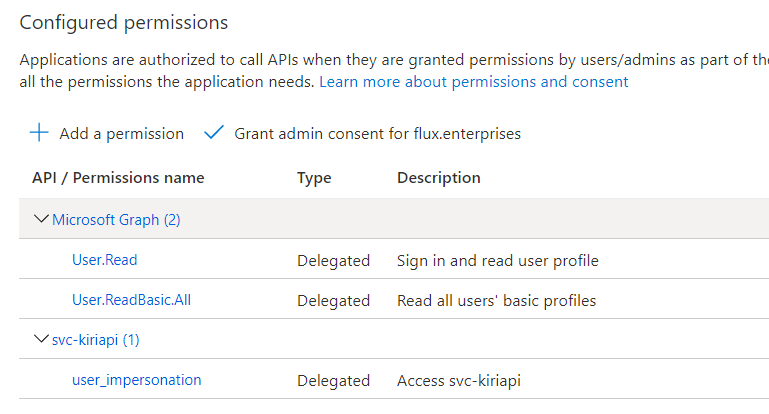 Configured permissions
Applications are authorized to call APIs when they are granted permissions by users/admins as part of the
all the permissions the application needs. Learn more about permissions and consent
Add a permission Grant admin consent for flux.enterprises
API / Permissions name Type Description
Microsoft Graph (2)
User.Read Delegated Sign in and read user profile
User.ReadBasic.All Delegated Read all users' basic profiles
svc-kiriapi (1)
user_impersonation Delegated Access svc-kiriapi